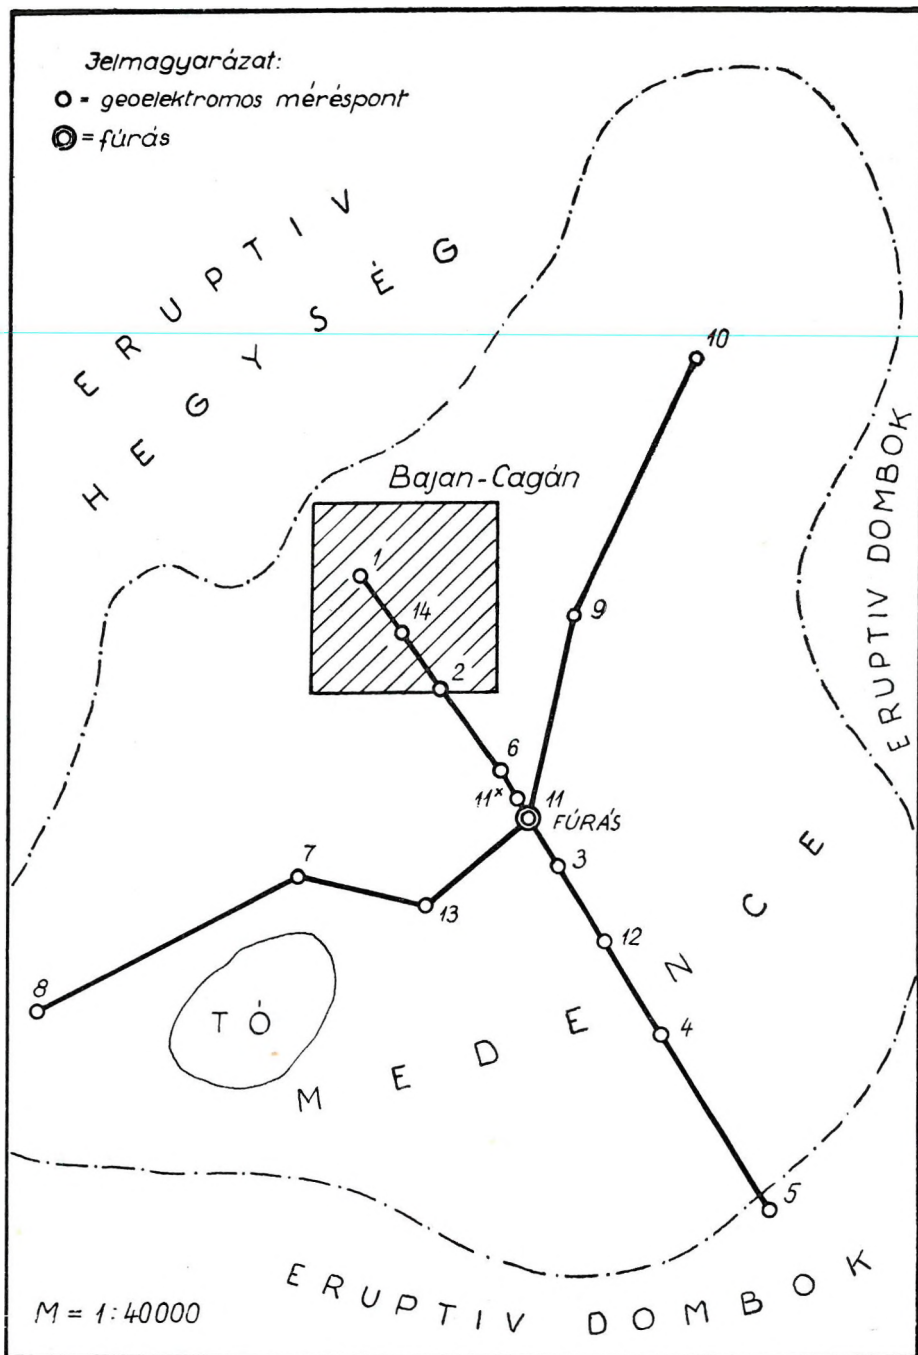 Jelmagyarázat:
O = geoelektromos méréspont
◎ = fúrás
ERUPTIV
HEGYSÉG
10
Bajan-Cagán
ERUPTIV DOMBOK
1
14
9
2
6
11ˣ
11
FÚRÁS
3
7
13
12
8
TÓ
4
MEDENCE
5
ERUPTIV DOMBOK
M = 1:40000